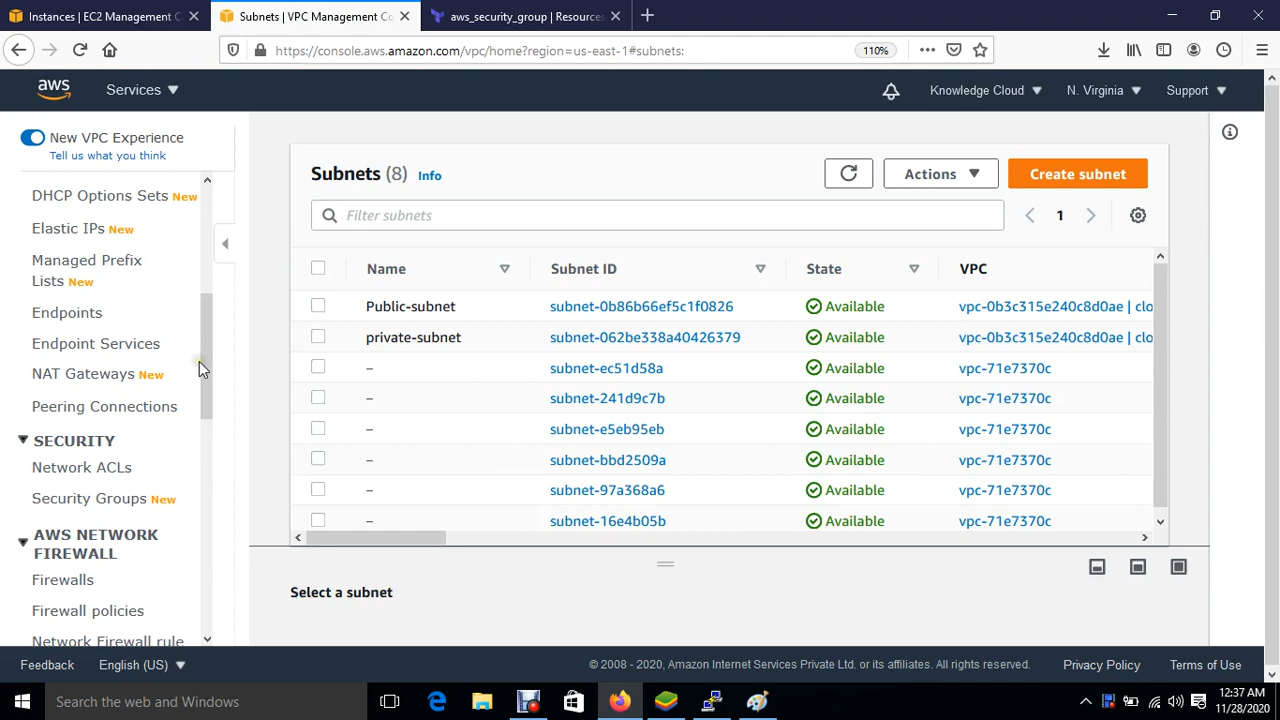 Instances | EC2 Management Co
Subnets | VPC Management Co
aws_security_group | Resources
https://console.aws.amazon.com/vpc/home?region=us-east-1#subnets:
110%
aws
Services
Knowledge Cloud
N. Virginia
Support
New VPC Experience
Tell us what you think
DHCP Options Sets New
Elastic IPs New
Managed Prefix
Lists New
Endpoints
Endpoint Services
NAT Gateways New
Peering Connections
SECURITY
Network ACLs
Security Groups New
AWS NETWORK
FIREWALL
Firewalls
Firewall policies
Network Firewall rule
Subnets (8) Info
Actions
Create subnet
Filter subnets
1
Name Subnet ID State VPC
Public-subnet subnet-0b86b66ef5c1f0826 Available vpc-0b3c315e240c8d0ae | clo
private-subnet subnet-062be338a40426379 Available vpc-0b3c315e240c8d0ae | clo
– subnet-ec51d58a Available vpc-71e7370c
– subnet-241d9c7b Available vpc-71e7370c
– subnet-e5eb95eb Available vpc-71e7370c
– subnet-bbd2509a Available vpc-71e7370c
– subnet-97a368a6 Available vpc-71e7370c
– subnet-16e4b05b Available vpc-71e7370c
Select a subnet
Feedback
English (US)
© 2008 - 2020, Amazon Internet Services Private Ltd. or its affiliates. All rights reserved.
Privacy Policy
Terms of Use
Search the web and Windows
12:37 AM
11/28/2020